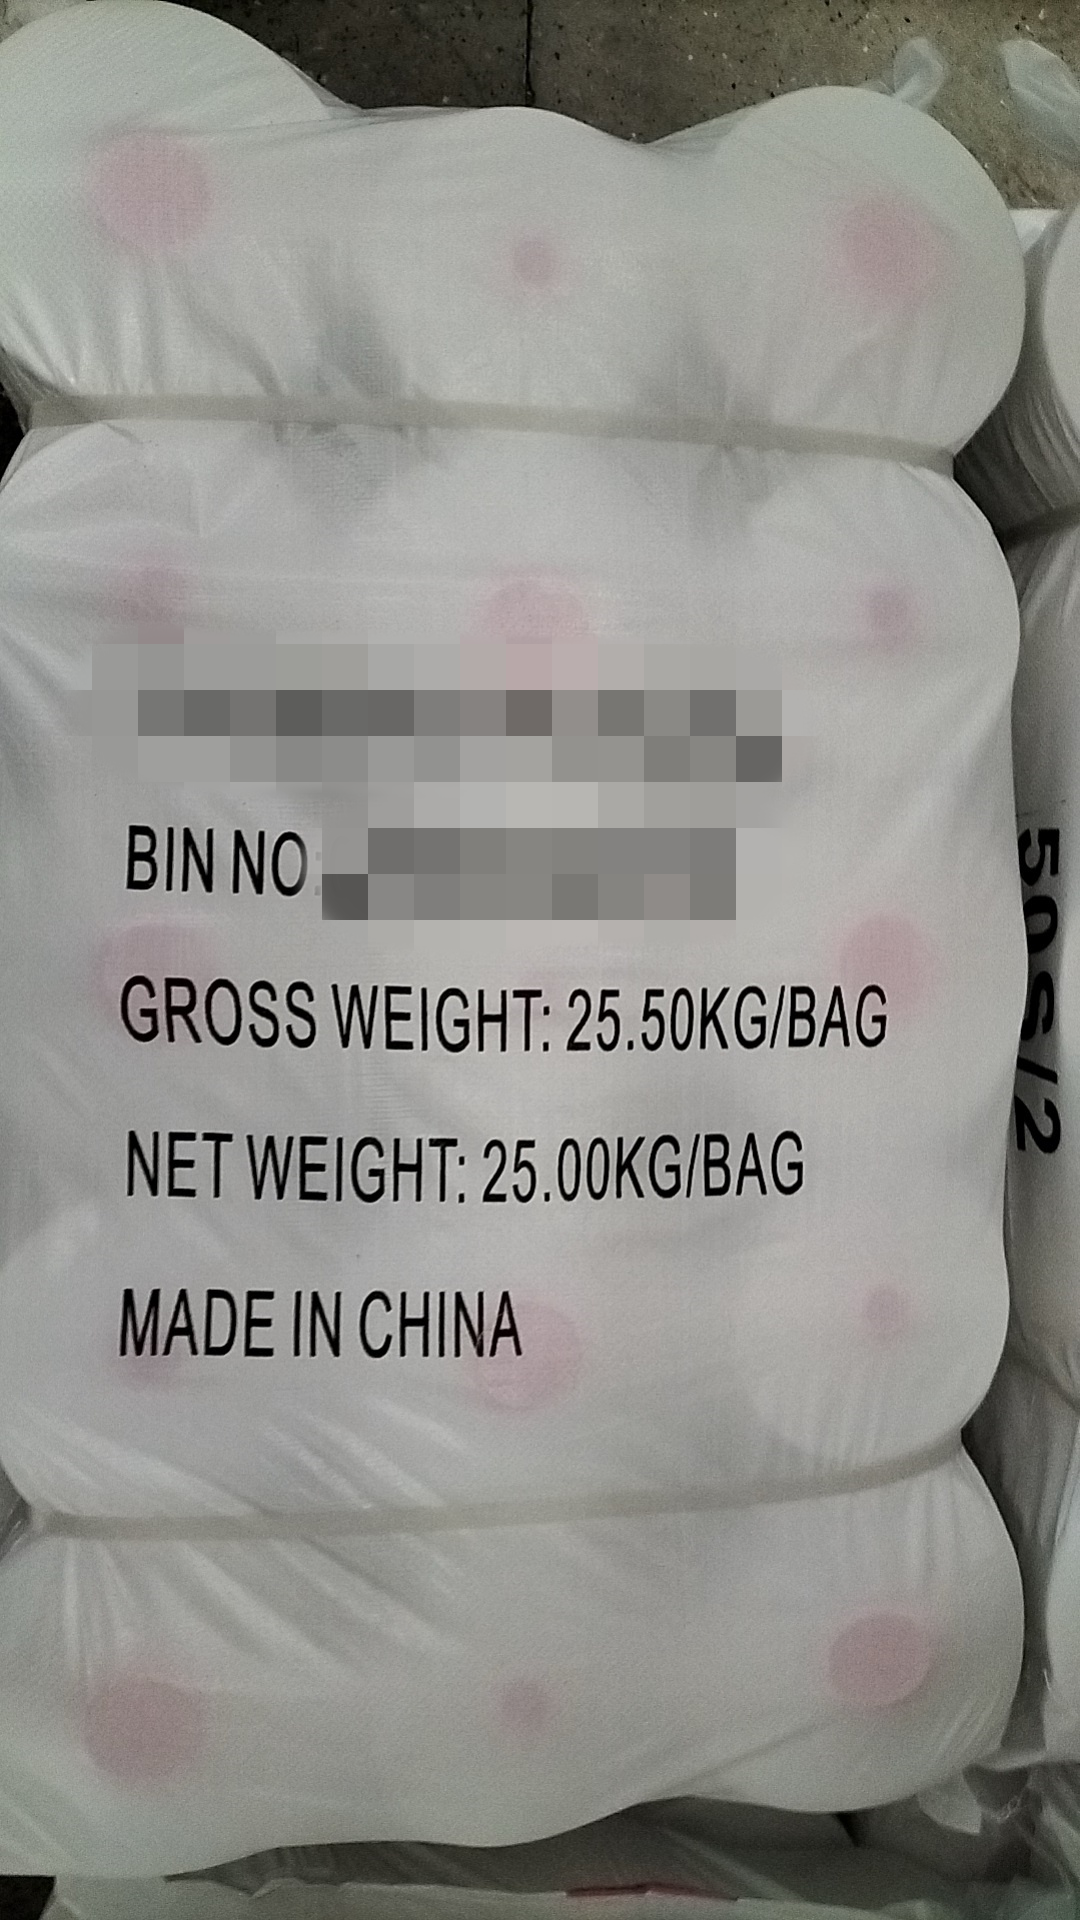 BIN NO
GROSS WEIGHT: 25.50KG/BAG
NET WEIGHT: 25.00KG/BAG
MADE IN CHINA
50S/2